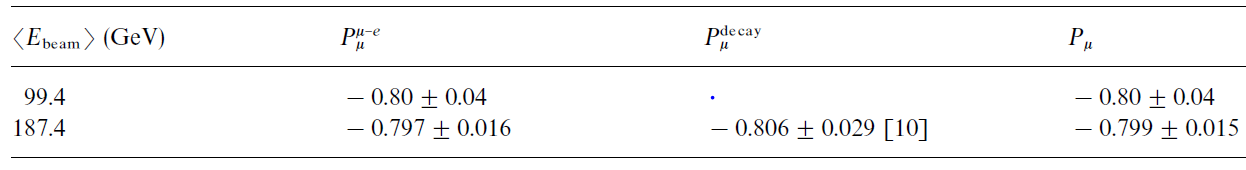 ⟨E_beam⟩ (GeV) P_μ^μ–e P_μ^decay P_μ
99.4 − 0.80 ± 0.04 · − 0.80 ± 0.04
187.4 − 0.797 ± 0.016 − 0.806 ± 0.029 [10] − 0.799 ± 0.015